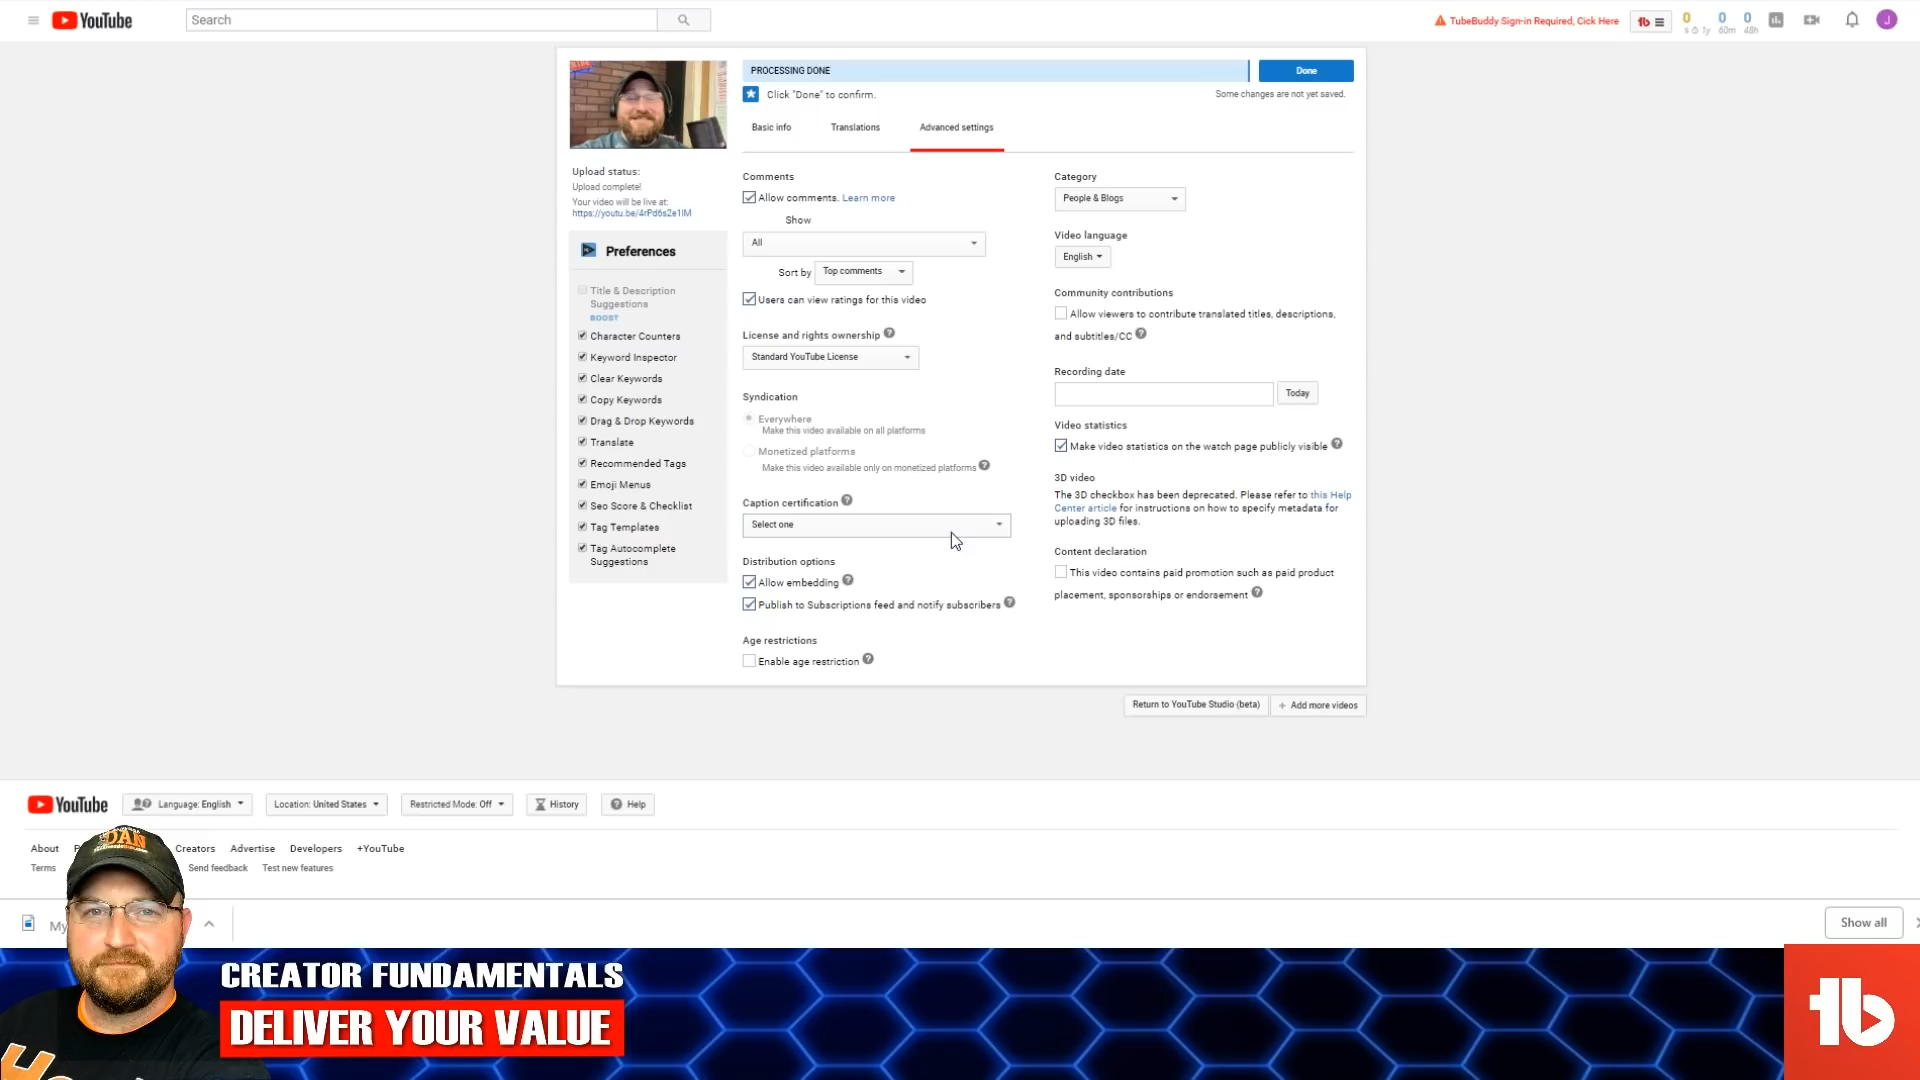 YouTube
Search
TubeBuddy Sign-in Required, Cick Here
tb
0
0
0
1y
60m
48h
J
PROCESSING DONE
Done
Click "Done" to confirm.
Some changes are not yet saved.
Basic info
Translations
Advanced settings
Upload status:
Upload complete!
Your video will be live at:
https://youtu.be/4rPd6s2e1IM
Preferences
Title & Description
Suggestions
BOOST
Character Counters
Keyword Inspector
Clear Keywords
Copy Keywords
Drag & Drop Keywords
Translate
Recommended Tags
Emoji Menus
Seo Score & Checklist
Tag Templates
Tag Autocomplete
Suggestions
Comments
Allow comments. Learn more
Show
All
Sort by Top comments
Users can view ratings for this video
License and rights ownership
Standard YouTube License
Syndication
Everywhere
Make this video available on all platforms
Monetized platforms
Make this video available only on monetized platforms
Caption certification
Select one
Distribution options
Allow embedding
Publish to Subscriptions feed and notify subscribers
Age restrictions
Enable age restriction
Category
People & Blogs
Video language
English
Community contributions
Allow viewers to contribute translated titles, descriptions,
and subtitles/CC
Recording date
Today
Video statistics
Make video statistics on the watch page publicly visible
3D video
The 3D checkbox has been deprecated. Please refer to this Help
Center article for instructions on how to specify metadata for
uploading 3D files.
Content declaration
This video contains paid promotion such as paid product
placement, sponsorships or endorsement
Return to YouTube Studio (beta)
+ Add more videos
YouTube
Language: English
Location: United States
Restricted Mode: Off
History
Help
About
Creators
Advertise
Developers
+YouTube
Terms
Send feedback
Test new features
My
Show all
DAN
CREATOR FUNDAMENTALS
DELIVER YOUR VALUE
tb